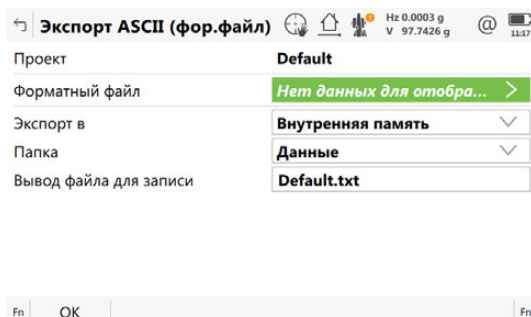 Экспорт ASCII (фор.файл)
Hz 0.0003 g
V 97.7426 g
@
11:17
Проект Default
Форматный файл Нет данных для отобра...
Экспорт в Внутренняя память
Папка Данные
Вывод файла для записи Default.txt
Fn OK Fn